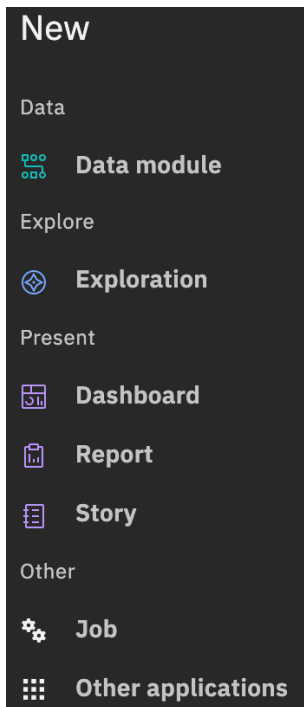 New
Data
Data module
Explore
Exploration
Present
Dashboard
Report
Story
Other
Job
Other applications